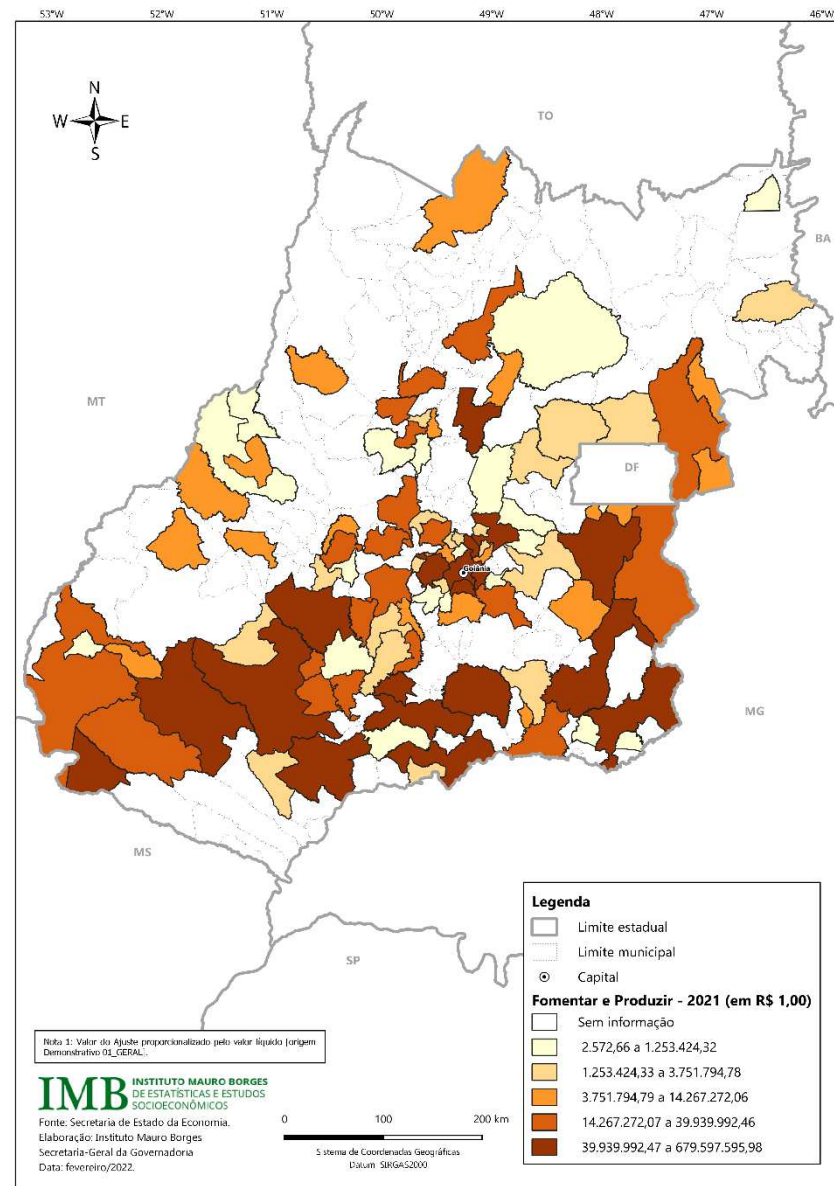 53°W 52°W 51°W 50°W 49°W 48°W 47°W 46°W
N
W E
S
TO
BA
MT
DF
Goiânia
MG
MS
SP
Legenda
Limite estadual
Limite municipal
Capital
Fomentar e Produzir - 2021 (em R$ 1,00)
Sem informação
2.572,66 a 1.253.424,32
1.253.424,33 a 3.751.794,78
3.751.794,79 a 14.267.272,06
14.267.272,07 a 39.939.992,46
39.939.992,47 a 679.597.595,98
Nota 1: Valor do Ajuste proporcionalizado pelo valor líquido [origem
Demonstrativo 01_GERAL].
IMB INSTITUTO MAURO BORGES
DE ESTATÍSTICAS E ESTUDOS
SOCIOECONÔMICOS
Fonte: Secretaria de Estado da Economia.
Elaboração: Instituto Mauro Borges
Secretaria-Geral da Governadoria
Data: fevereiro/2022.
0 100 200 km
Sistema de Coordenadas Geográficas
Datum: SIRGAS2000.